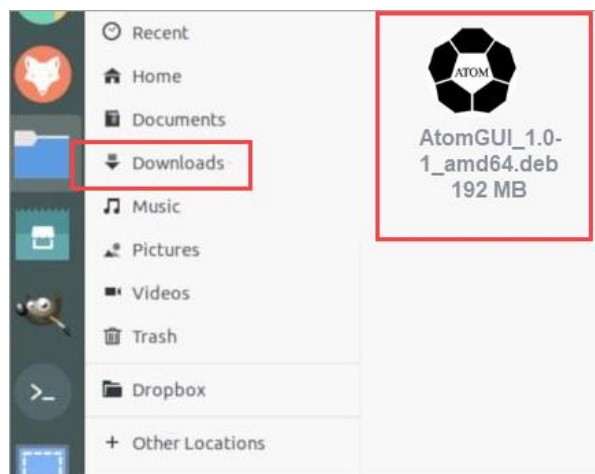 Recent
Home
Documents
Downloads
Music
Pictures
Videos
Trash
Dropbox
+ Other Locations
ATOM
AtomGUI_1.0-
1_amd64.deb
192 MB